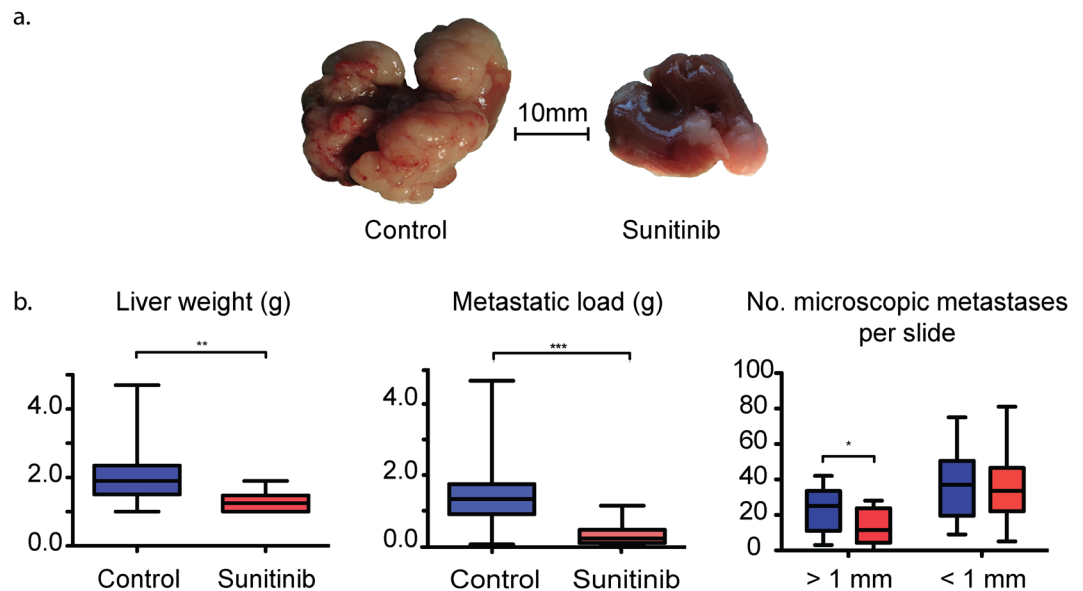 a.
10mm
Control
Sunitinib
b.
Liver weight (g)
**
4.0
2.0
0.0
Control
Sunitinib
Metastatic load (g)
***
4.0
2.0
0.0
Control
Sunitinib
No. microscopic metastases
per slide
100
80
60
40
20
0
*
> 1 mm
< 1 mm